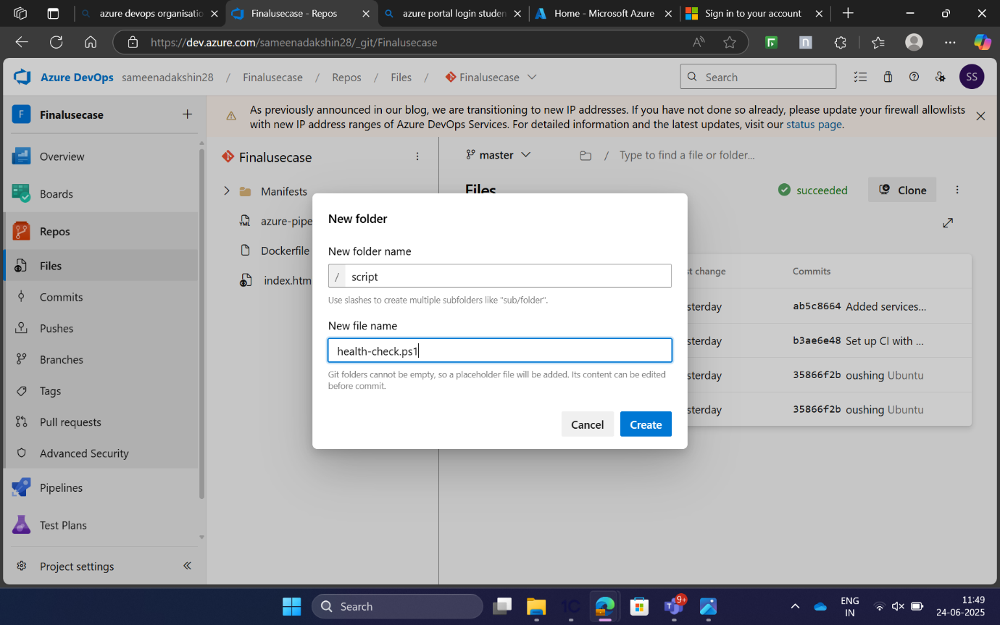 azure devops organisatio
Finalusecase - Repos
azure portal login studen
Home - Microsoft Azure
Sign in to your account
https://dev.azure.com/sameenadakshin28/_git/Finalusecase
Azure DevOps sameenadakshin28 / Finalusecase / Repos / Files / Finalusecase
Search
SS
F Finalusecase
As previously announced in our blog, we are transitioning to new IP addresses. If you have not done so already, please update your firewall allowlists
with new IP address ranges of Azure DevOps Services. For detailed information and the latest updates, visit our status page.
Overview
Boards
Repos
Files
Commits
Pushes
Branches
Tags
Pull requests
Advanced Security
Pipelines
Test Plans
Project settings
Finalusecase
Manifests
YML azure-pipe
Dockerfile
index.htm
master
/ Type to find a file or folder...
Files
succeeded
Clone
st change
Commits
sterday ab5c8664 Added services...
sterday b3ae6e48 Set up CI with ...
sterday 35866f2b oushing Ubuntu
sterday 35866f2b oushing Ubuntu
New folder
New folder name
/ script
Use slashes to create multiple subfolders like "sub/folder".
New file name
health-check.ps1
Git folders cannot be empty, so a placeholder file will be added. Its content can be edited
before commit.
Cancel
Create
Search
9+
ENG
IN
11:49
24-06-2025